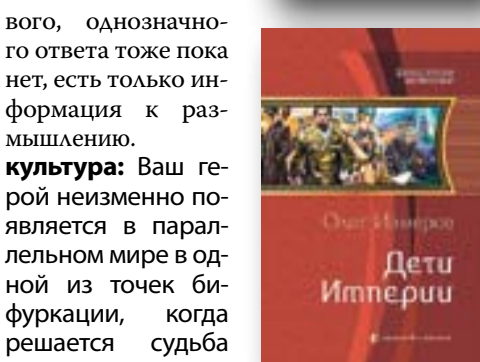 вого, однозначно-
го ответа тоже пока
нет, есть только ин-
формация к раз-
мышлению.
культура: Ваш ге-
рой неизменно по-
является в парал-
лельном мире в од-
ной из точек би-
фуркации, когда
решается судьба
Олег Измеров
Дети
Империи